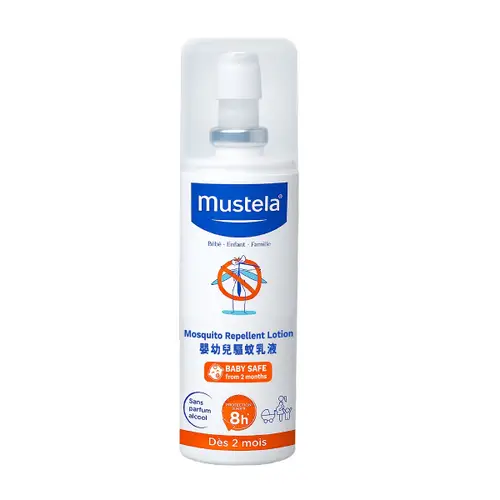 mustela®
Bébé - Enfant - Famille
Mosquito Repellent Lotion
嬰幼兒驅蚊乳液
BABY SAFE
from 2 months
Sans
parfum
alcool
PROTECTION
8h
Dès 2 mois